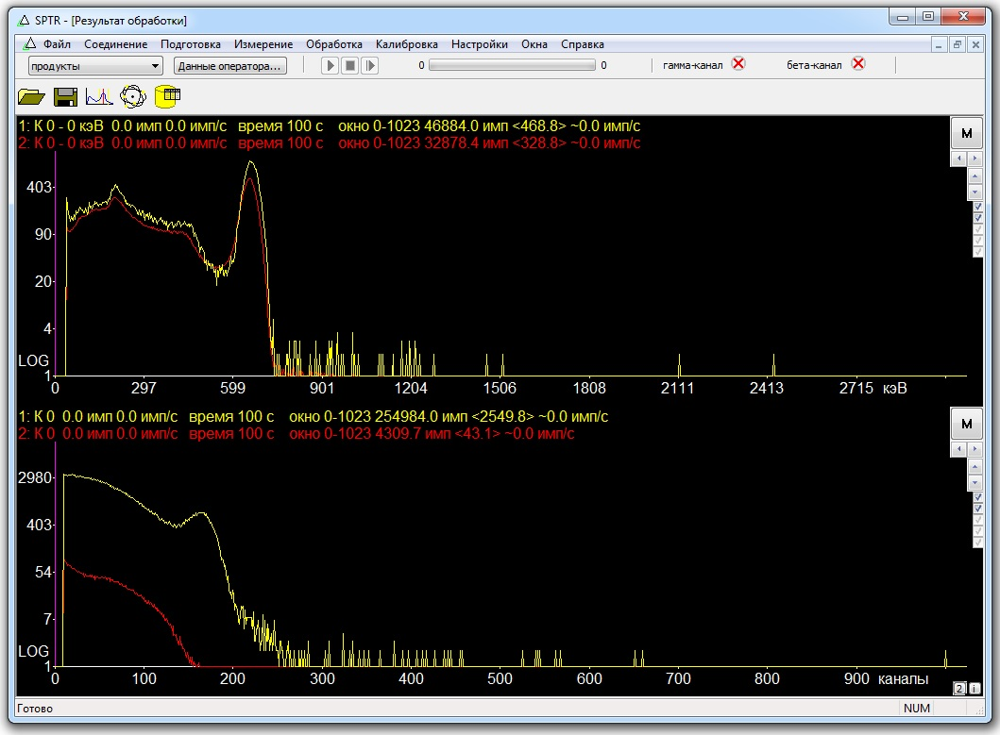 SPTR - [Результат обработки]
Файл Соединение Подготовка Измерение Обработка Калибровка Настройки Окна Справка
продукты Данные оператора... 0 0 гамма-канал бета-канал
1: К 0 - 0 кэВ 0.0 имп 0.0 имп/с время 100 с окно 0-1023 46884.0 имп <468.8> ~0.0 имп/с
M
2: К 0 - 0 кэВ 0.0 имп 0.0 имп/с время 100 с окно 0-1023 32878.4 имп <328.8> ~0.0 имп/с
403
90
20
4
LOG
1
0 297 599 901 1204 1506 1808 2111 2413 2715 кэВ
1: К 0 0.0 имп 0.0 имп/с время 100 с окно 0-1023 254984.0 имп <2549.8> ~0.0 имп/с
M
2: К 0 0.0 имп 0.0 имп/с время 100 с окно 0-1023 4309.7 имп <43.1> ~0.0 имп/с
2980
403
54
7
LOG
1
0 100 200 300 400 500 600 700 800 900 каналы
2 i
Готово NUM